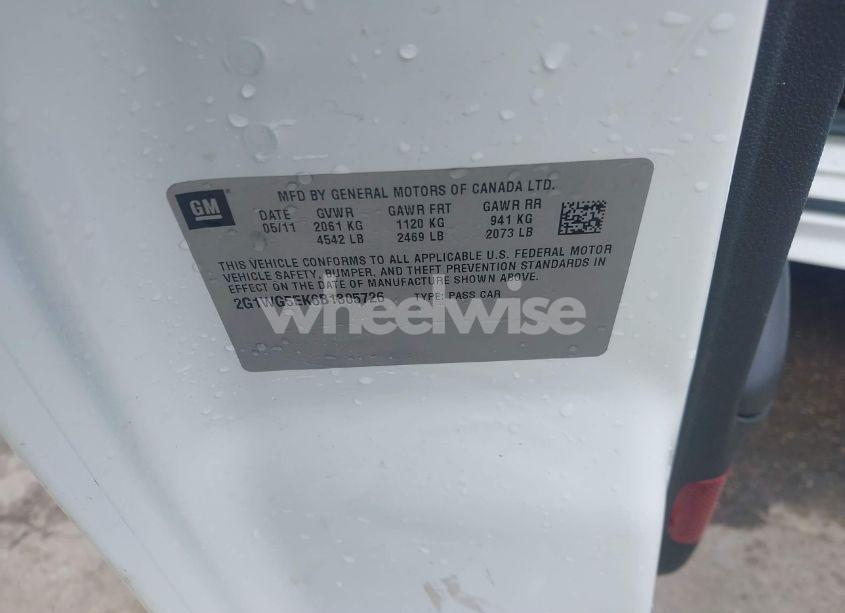 GM
MFD BY GENERAL MOTORS OF CANADA LTD.
DATE GVWR GAWR FRT GAWR RR
05/11 2061 KG 1120 KG 941 KG
4542 LB 2469 LB 2073 LB
THIS VEHICLE CONFORMS TO ALL APPLICABLE U.S. FEDERAL MOTOR
VEHICLE SAFETY, BUMPER, AND THEFT PREVENTION STANDARDS IN
EFFECT ON THE DATE OF MANUFACTURE SHOWN ABOVE.
TYPE: PASS CAR
wheelwise